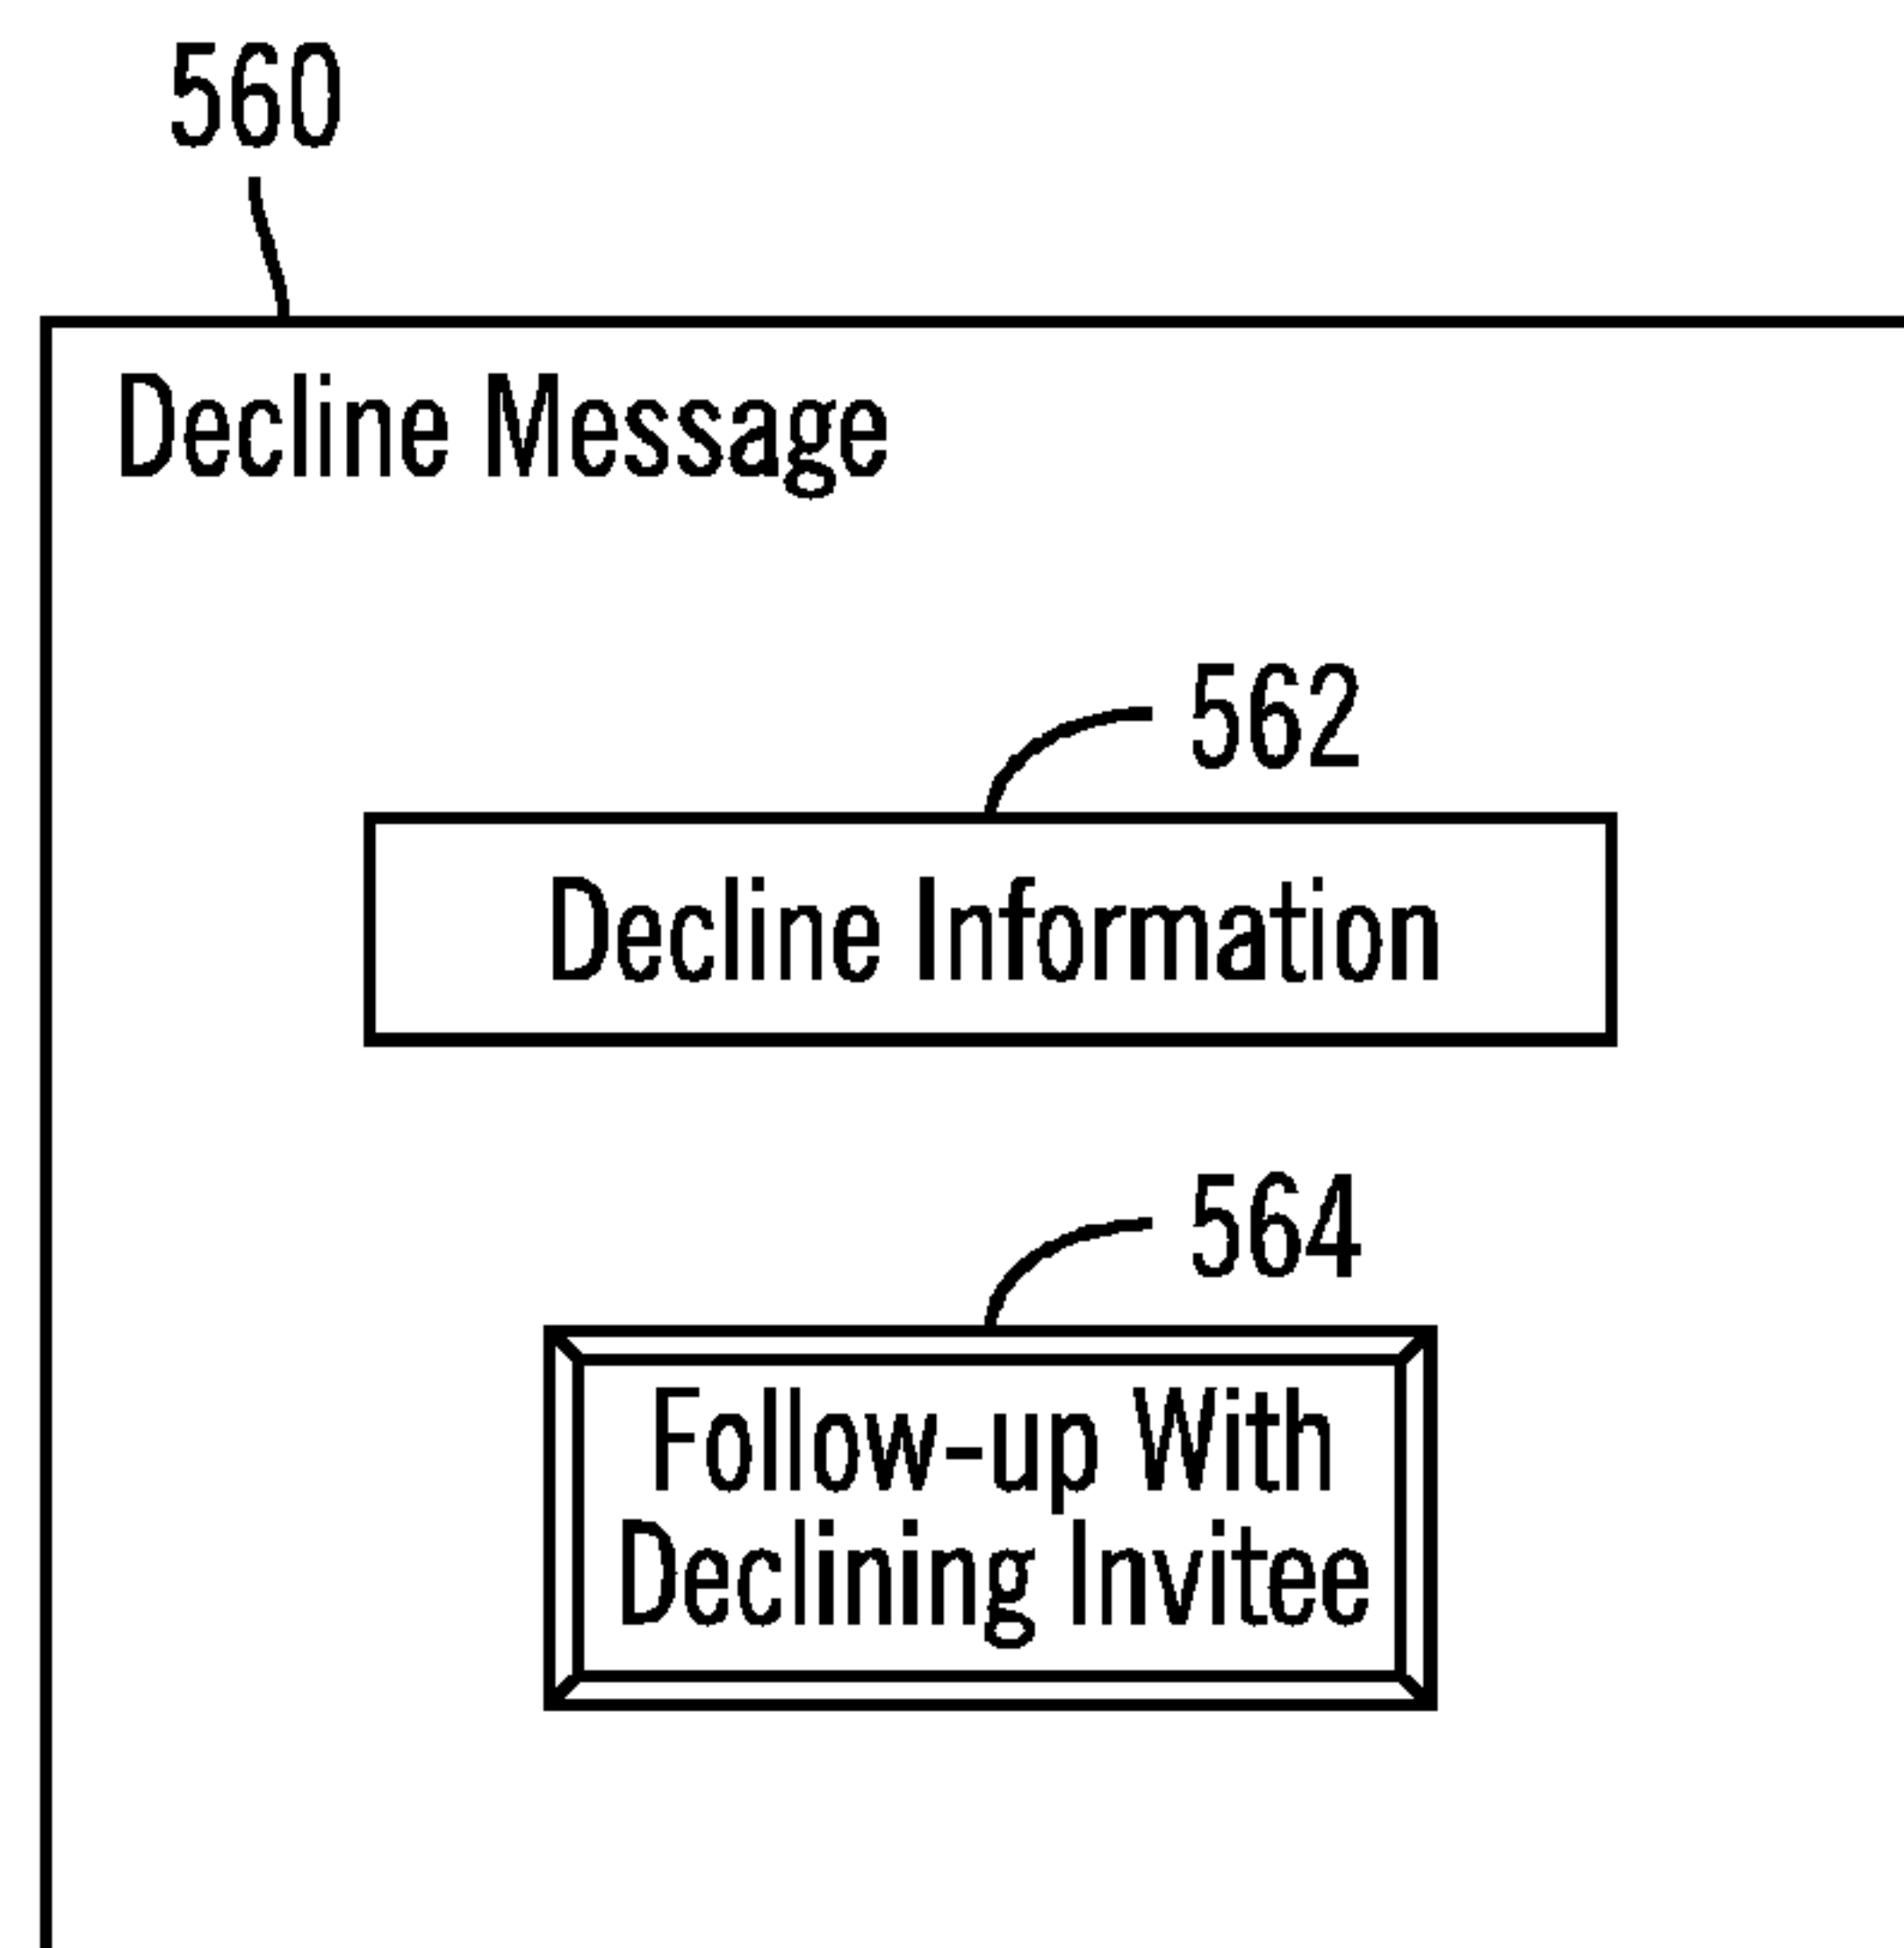 560
Decline Message
562
Decline Information
564
Follow-up With
Declining Invitee